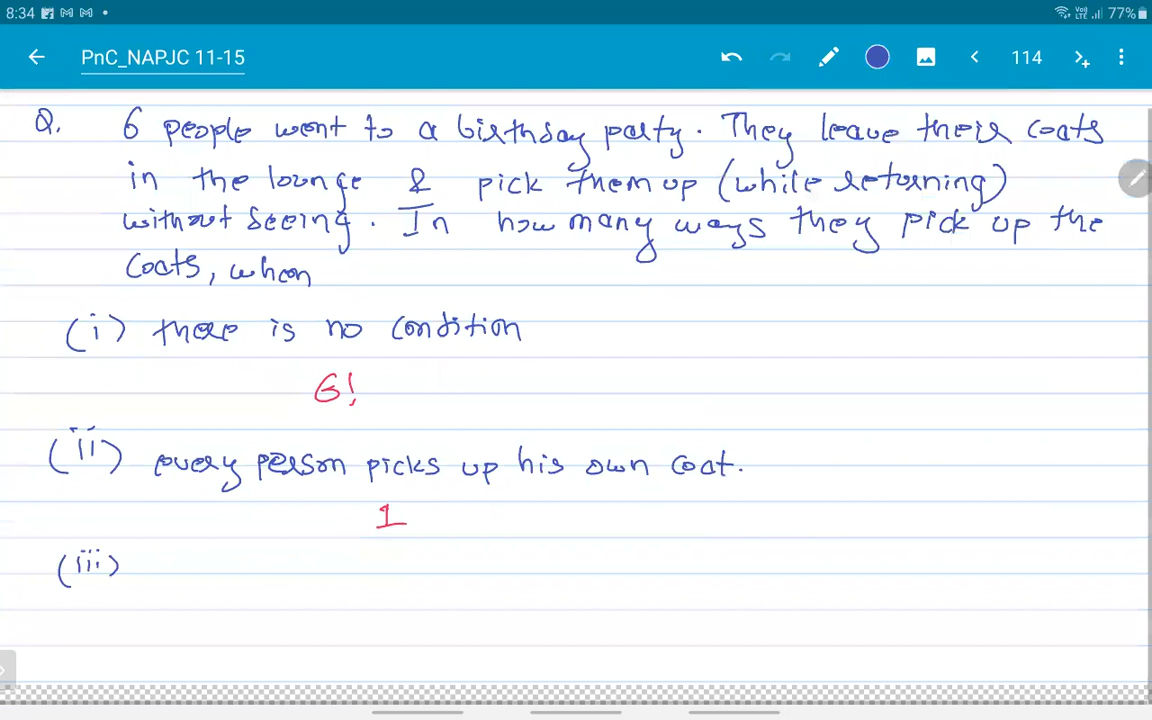 8:34
77%
PnC_NAPJC 11-15
114
Q. 6 people went to a birthday party. They leave their coats
in the lounge & pick them up (while returning)
without seeing. In how many ways they pick up the
coats, when
(i) there is no condition
6!
(ii) every person picks up his own coat.
1
(iii)